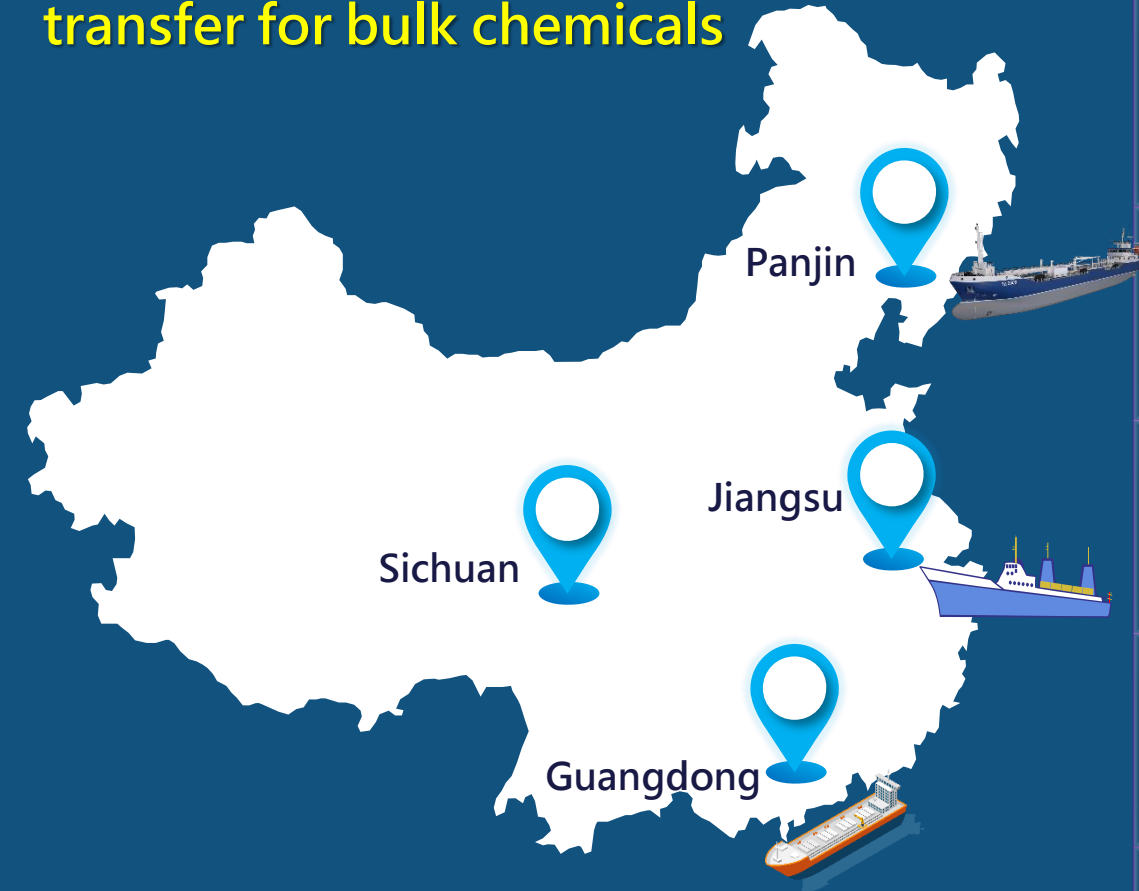 transfer for bulk chemicals
Panjin
Jiangsu
Sichuan
Guangdong